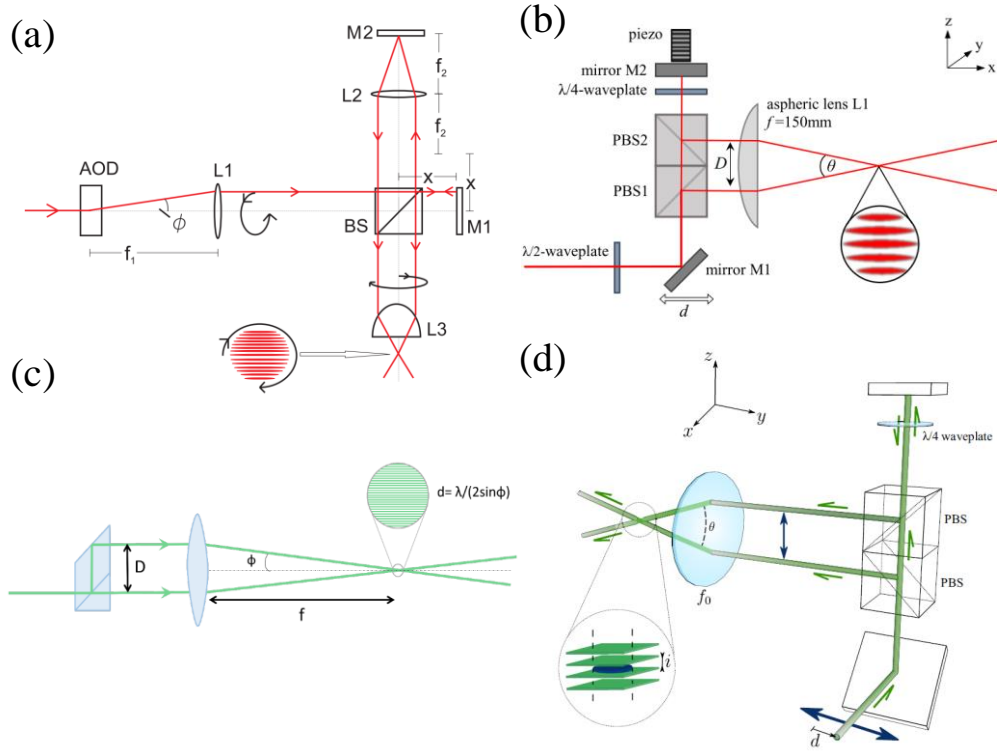 (a)
M2
f₂
L2
f₂
AOD
L1
x
x
ϕ
BS
M1
f₁
L3
(b)
piezo
mirror M2
λ/4-waveplate
aspheric lens L1
f =150mm
PBS2
D
θ
PBS1
λ/2-waveplate
mirror M1
d
z
y
x
(c)
d= λ/(2sinϕ)
D
ϕ
f
(d)
z
y
x
λ/4 waveplate
PBS
θ
PBS
f₀
i
d